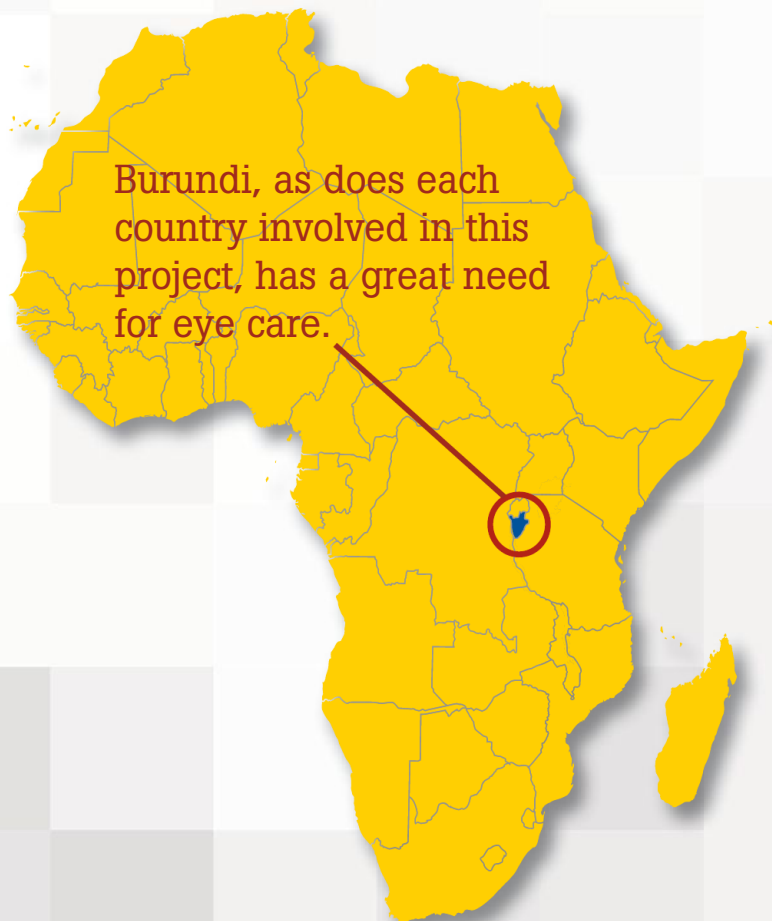 Burundi, as does each
country involved in this
project, has a great need
for eye care.